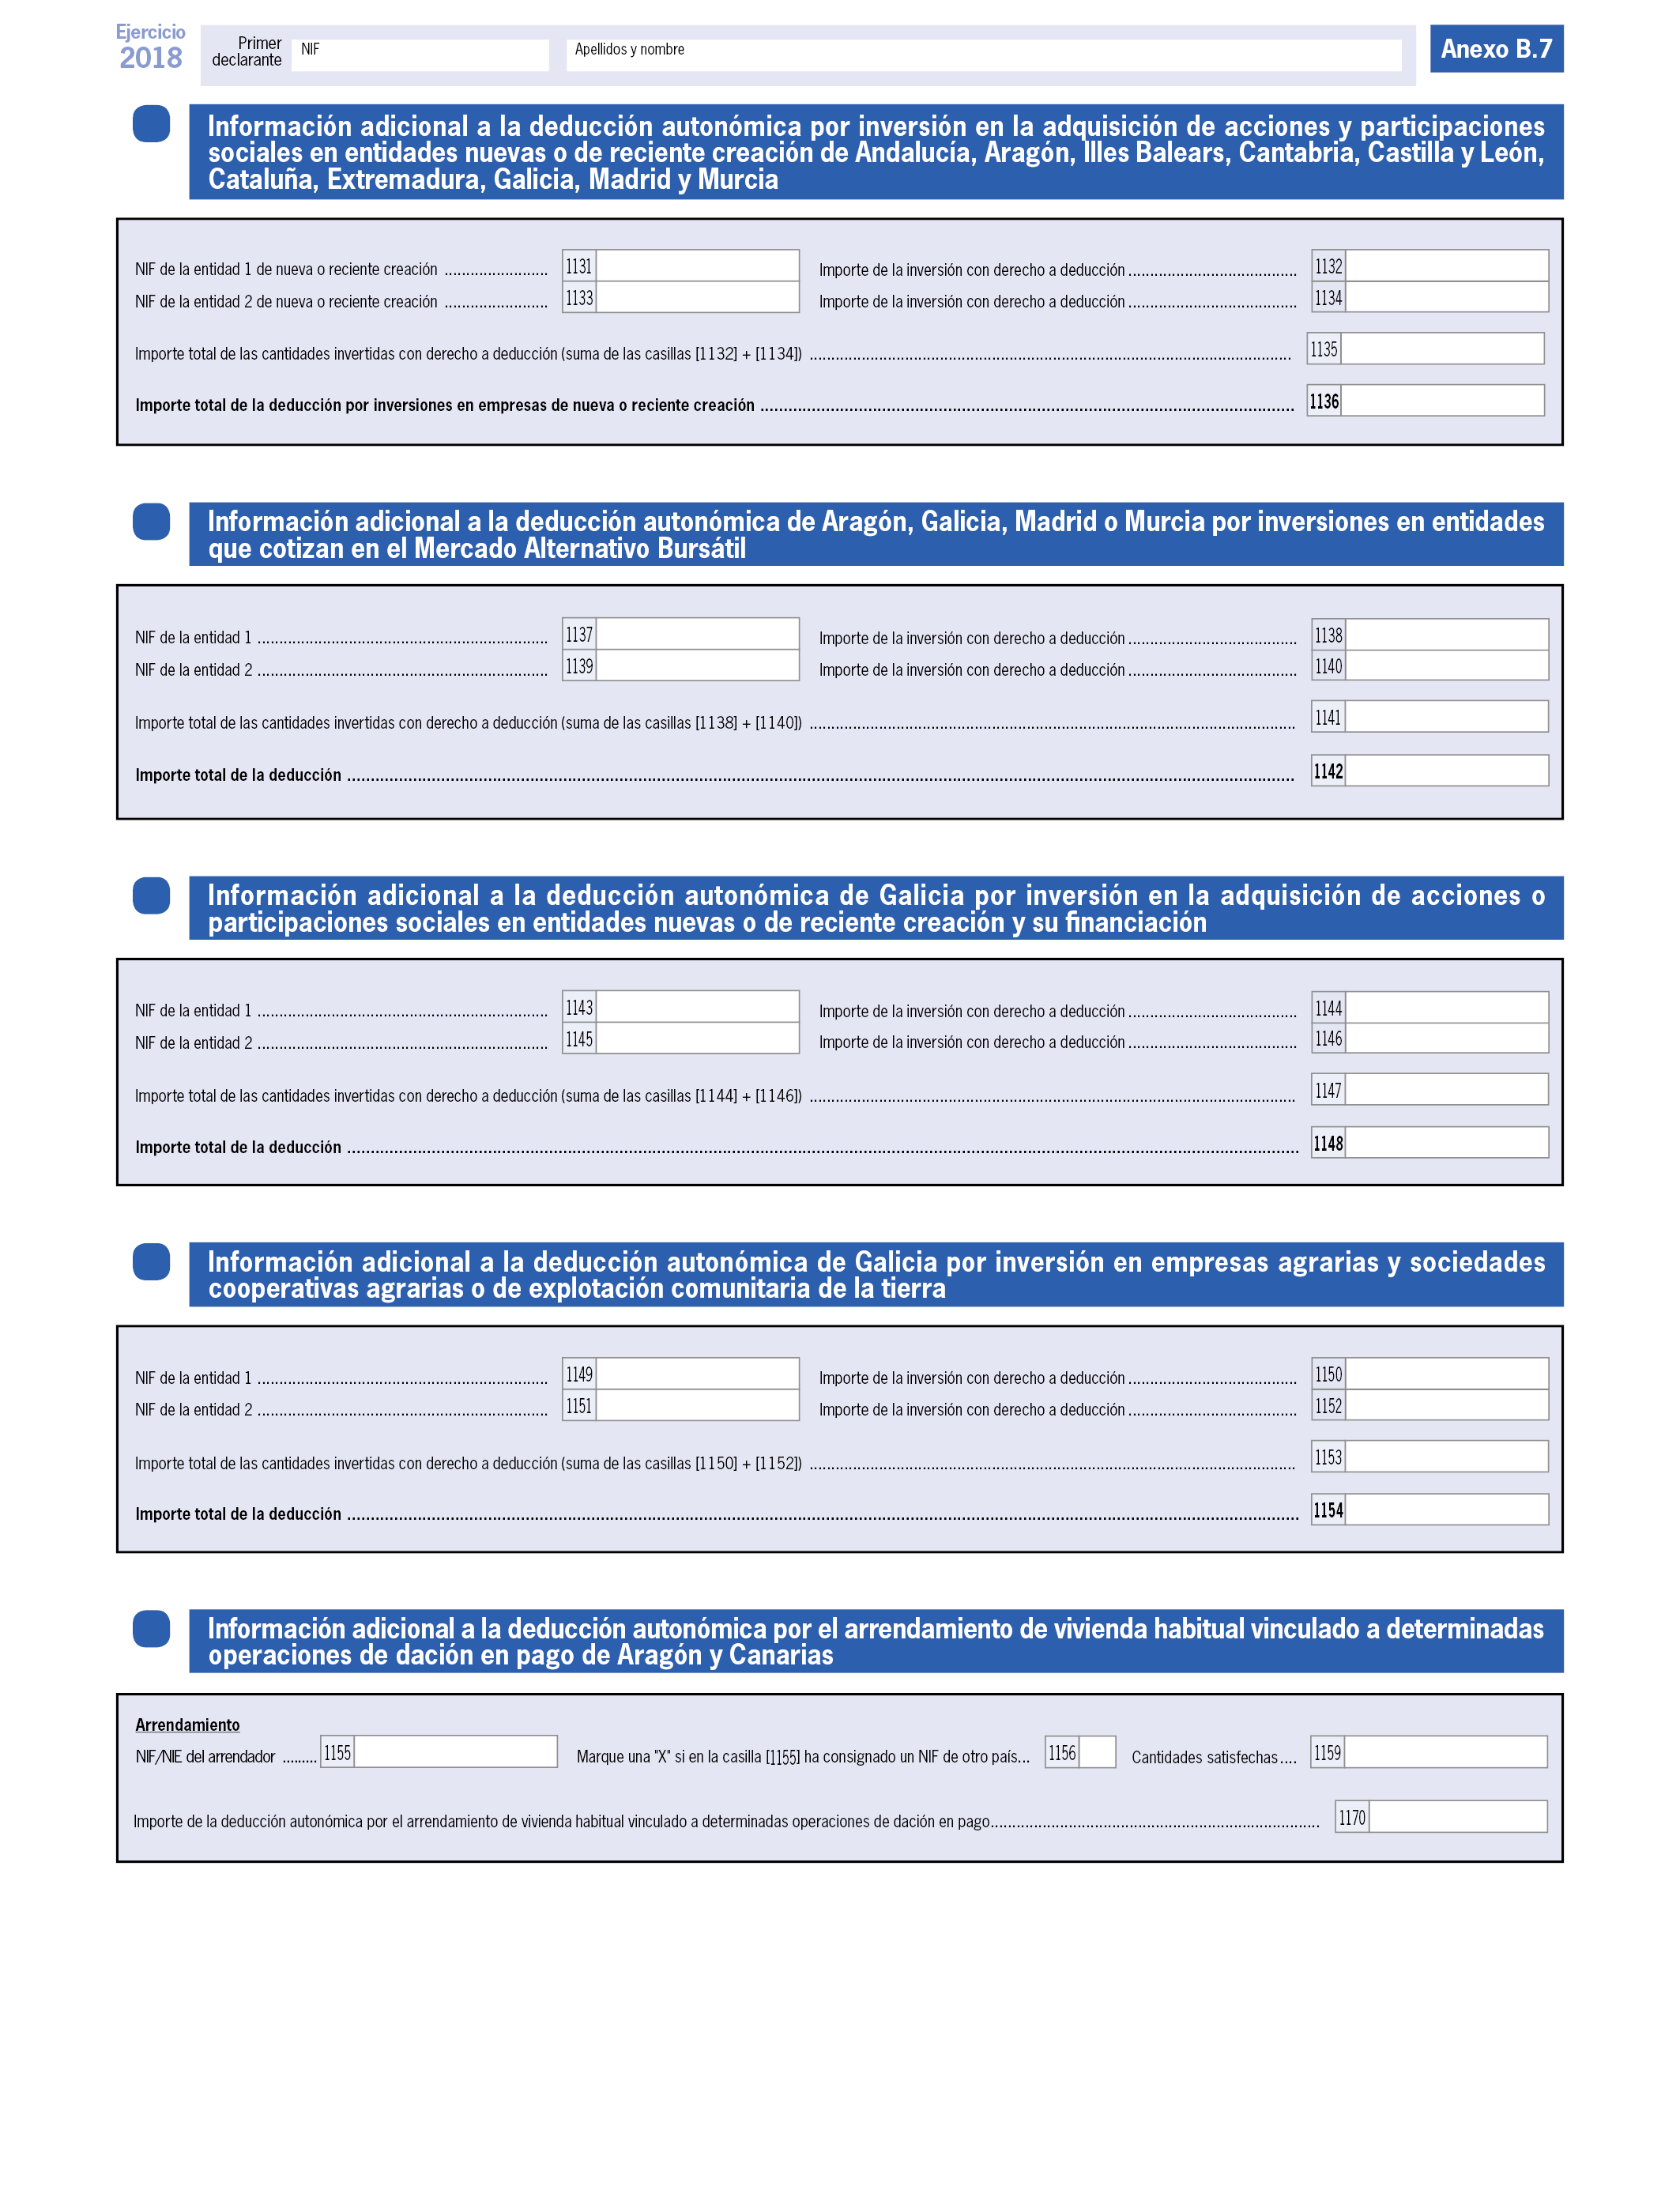 Ejercicio
2018
Primer
declarante
NIF
Apellidos y nombre
Anexo B.7
Información adicional a la deducción autonómica por inversión en la adquisición de acciones y participaciones
sociales en entidades nuevas o de reciente creación de Andalucía, Aragón, Illes Balears, Cantabria, Castilla y León,
Cataluña, Extremadura, Galicia, Madrid y Murcia
NIF de la entidad 1 de nueva o reciente creación ........................ 1131 Importe de la inversión con derecho a deducción ....................................... 1132
NIF de la entidad 2 de nueva o reciente creación ........................ 1133 Importe de la inversión con derecho a deducción ....................................... 1134
Importe total de las cantidades invertidas con derecho a deducción (suma de las casillas [1132] + [1134]) ................................................................ 1135
Importe total de la deducción por inversiones en empresas de nueva o reciente creación ................................................................ 1136
Información adicional a la deducción autonómica de Aragón, Galicia, Madrid o Murcia por inversiones en entidades
que cotizan en el Mercado Alternativo Bursátil
NIF de la entidad 1 ................................................................ 1137 Importe de la inversión con derecho a deducción ....................................... 1138
NIF de la entidad 2 ................................................................ 1139 Importe de la inversión con derecho a deducción ....................................... 1140
Importe total de las cantidades invertidas con derecho a deducción (suma de las casillas [1138] + [1140]) ................................................................ 1141
Importe total de la deducción ................................................................ 1142
Información adicional a la deducción autonómica de Galicia por inversión en la adquisición de acciones o
participaciones sociales en entidades nuevas o de reciente creación y su financiación
NIF de la entidad 1 ................................................................ 1143 Importe de la inversión con derecho a deducción ....................................... 1144
NIF de la entidad 2 ................................................................ 1145 Importe de la inversión con derecho a deducción ....................................... 1146
Importe total de las cantidades invertidas con derecho a deducción (suma de las casillas [1144] + [1146]) ................................................................ 1147
Importe total de la deducción ................................................................ 1148
Información adicional a la deducción autonómica de Galicia por inversión en empresas agrarias y sociedades
cooperativas agrarias o de explotación comunitaria de la tierra
NIF de la entidad 1 ................................................................ 1149 Importe de la inversión con derecho a deducción ....................................... 1150
NIF de la entidad 2 ................................................................ 1151 Importe de la inversión con derecho a deducción ....................................... 1152
Importe total de las cantidades invertidas con derecho a deducción (suma de las casillas [1150] + [1152]) ................................................................ 1153
Importe total de la deducción ................................................................ 1154
Información adicional a la deducción autonómica por el arrendamiento de vivienda habitual vinculado a determinadas
operaciones de dación en pago de Aragón y Canarias
Arrendamiento
NIF/NIE del arrendador ......... 1155 Marque una "X" si en la casilla [1155] ha consignado un NIF de otro país... 1156 Cantidades satisfechas.... 1159
Importe de la deducción autonómica por el arrendamiento de vivienda habitual vinculado a determinadas operaciones de dación en pago................................................................ 1170